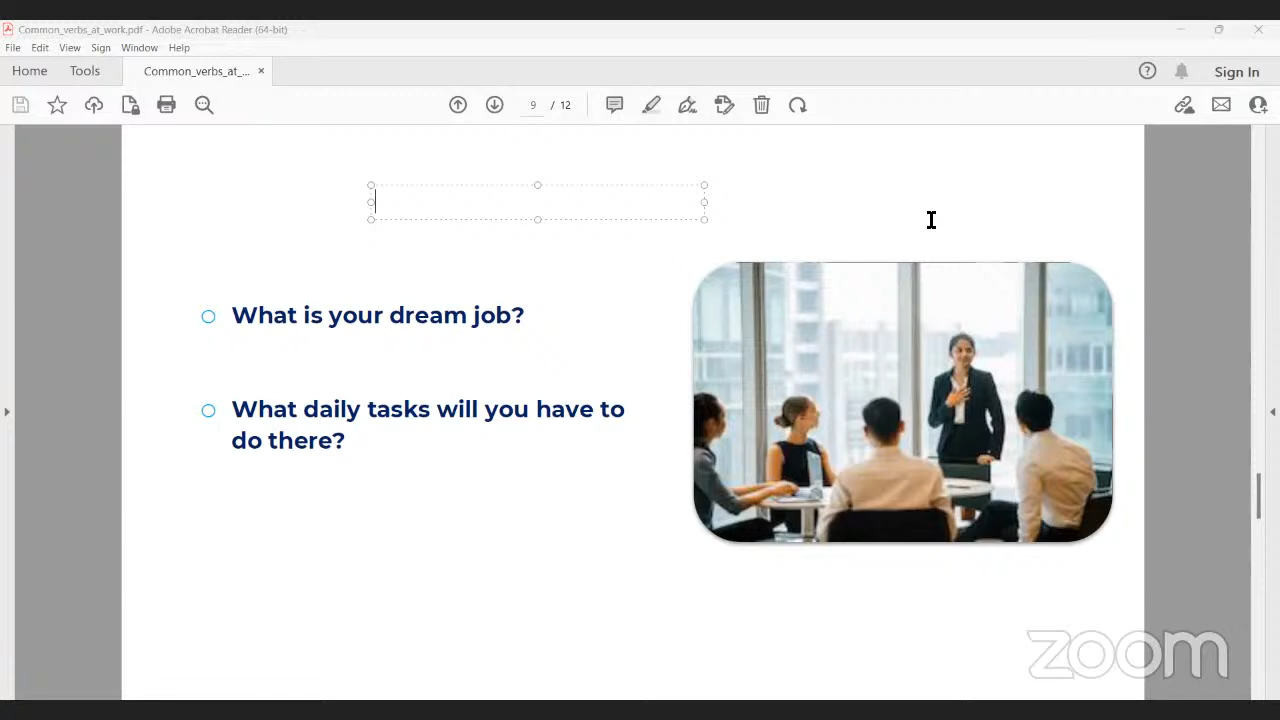 Common_verbs_at_work.pdf - Adobe Acrobat Reader (64-bit)
File Edit View Sign Window Help
Home Tools Common_verbs_at_... × Sign In
9 / 12
What is your dream job?
What daily tasks will you have to
do there?
zoom